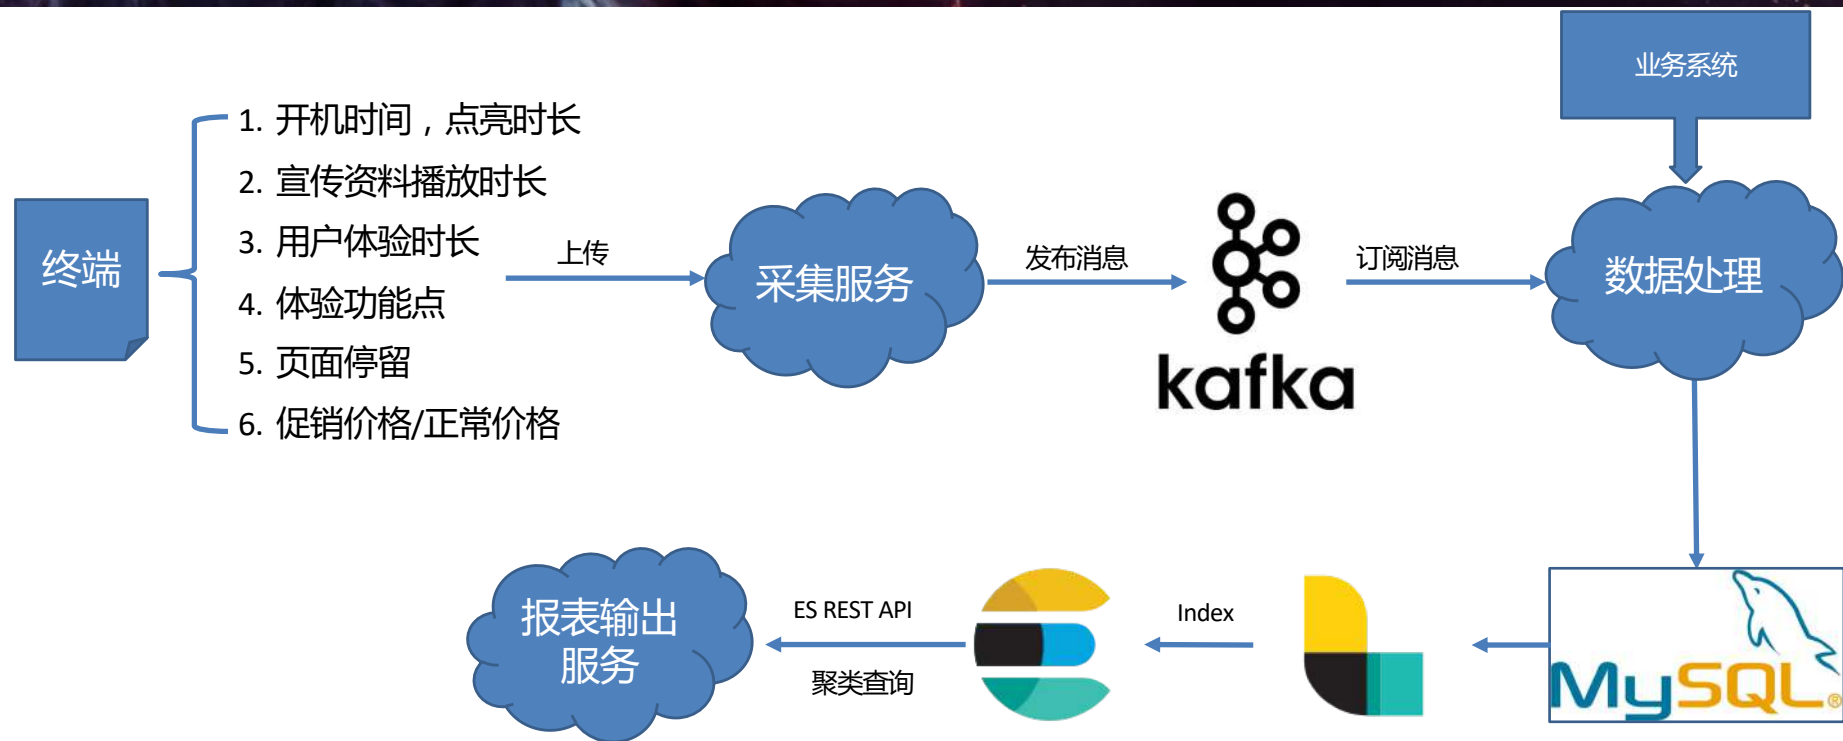 业务系统
1. 开机时间，点亮时长
2. 宣传资料播放时长
3. 用户体验时长
4. 体验功能点
5. 页面停留
6. 促销价格/正常价格
终端
上传
采集服务
发布消息
kafka
订阅消息
数据处理
报表输出
服务
ES REST API
聚类查询
Index
MySQL®